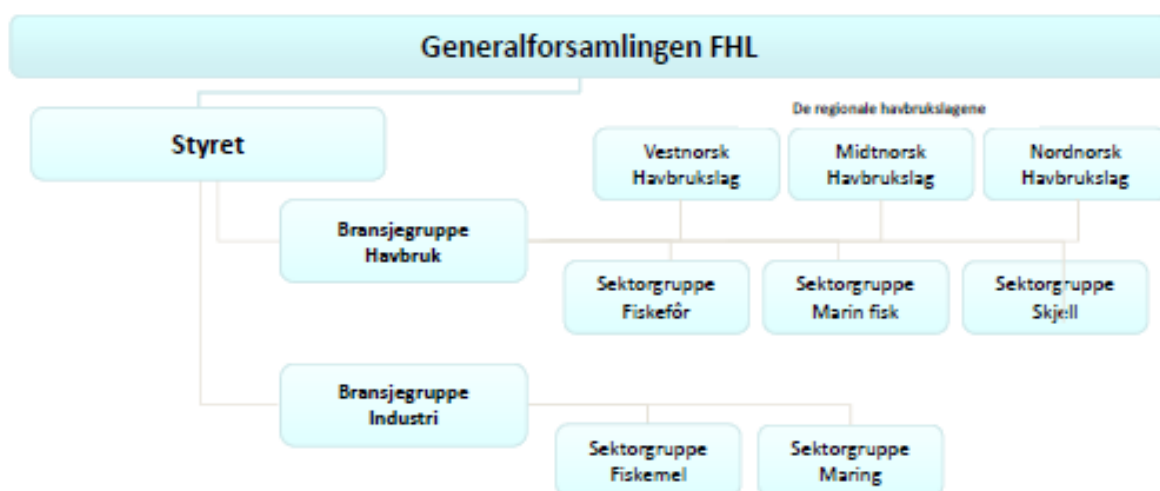 Generalforsamlingen FHL
De regionale havbrukslagene
Styret
Vestnorsk
Havbrukslag
Midtnorsk
Havbrukslag
Nordnorsk
Havbrukslag
Bransjegruppe
Havbruk
Sektorgruppe
Fiskefôr
Sektorgruppe
Marin fisk
Sektorgruppe
Skjell
Bransjegruppe
Industri
Sektorgruppe
Fiskemel
Sektorgruppe
Maring